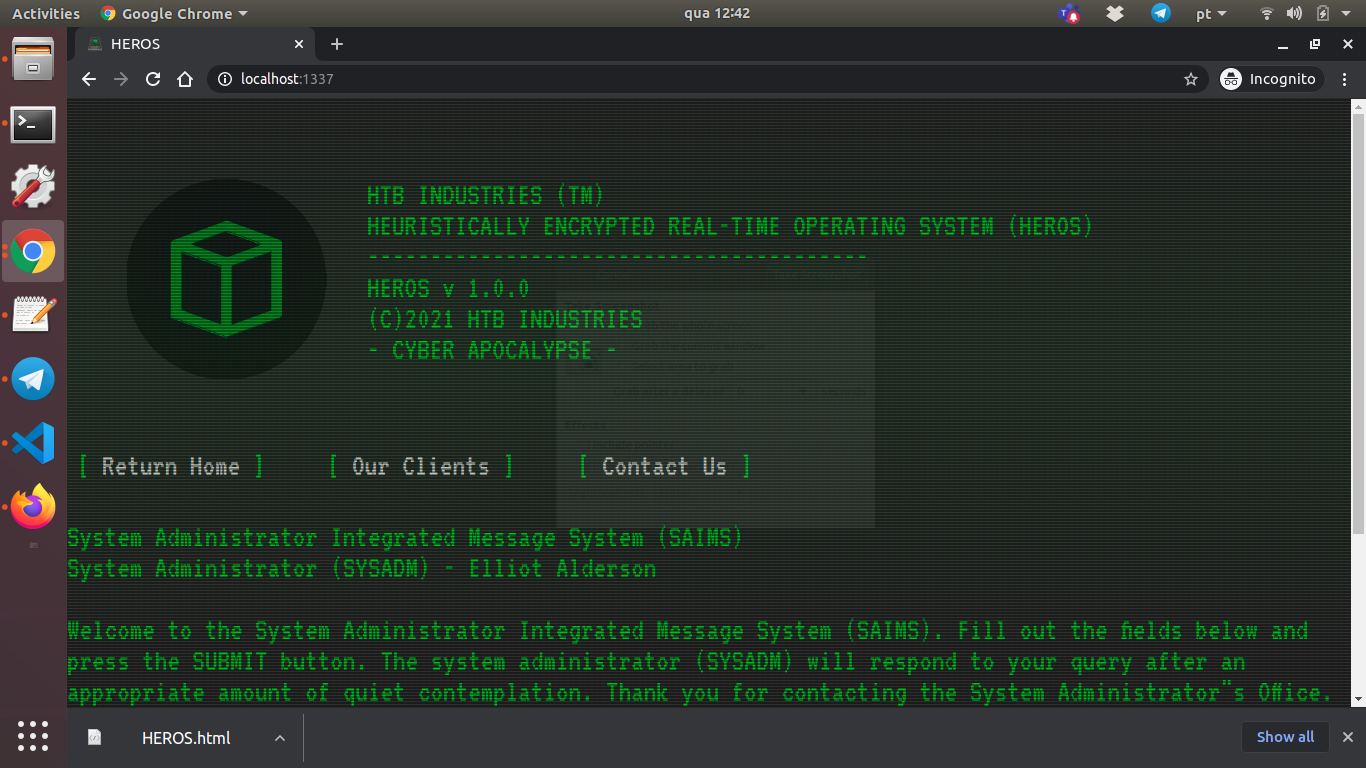 Activities Google Chrome qua 12:42 pt
HEROS
localhost:1337 Incognito
HTB INDUSTRIES (TM)
HEURISTICALLY ENCRYPTED REAL-TIME OPERATING SYSTEM (HEROS)
----------------------------------------
HEROS v 1.0.0
(C)2021 HTB INDUSTRIES
- CYBER APOCALYPSE -
[ Return Home ] [ Our Clients ] [ Contact Us ]
System Administrator Integrated Message System (SAIMS)
System Administrator (SYSADM) - Elliot Alderson
Welcome to the System Administrator Integrated Message System (SAIMS). Fill out the fields below and
press the SUBMIT button. The system administrator (SYSADM) will respond to your query after an
appropriate amount of quiet contemplation. Thank you for contacting the System Administrator"s Office.
HEROS.html Show all